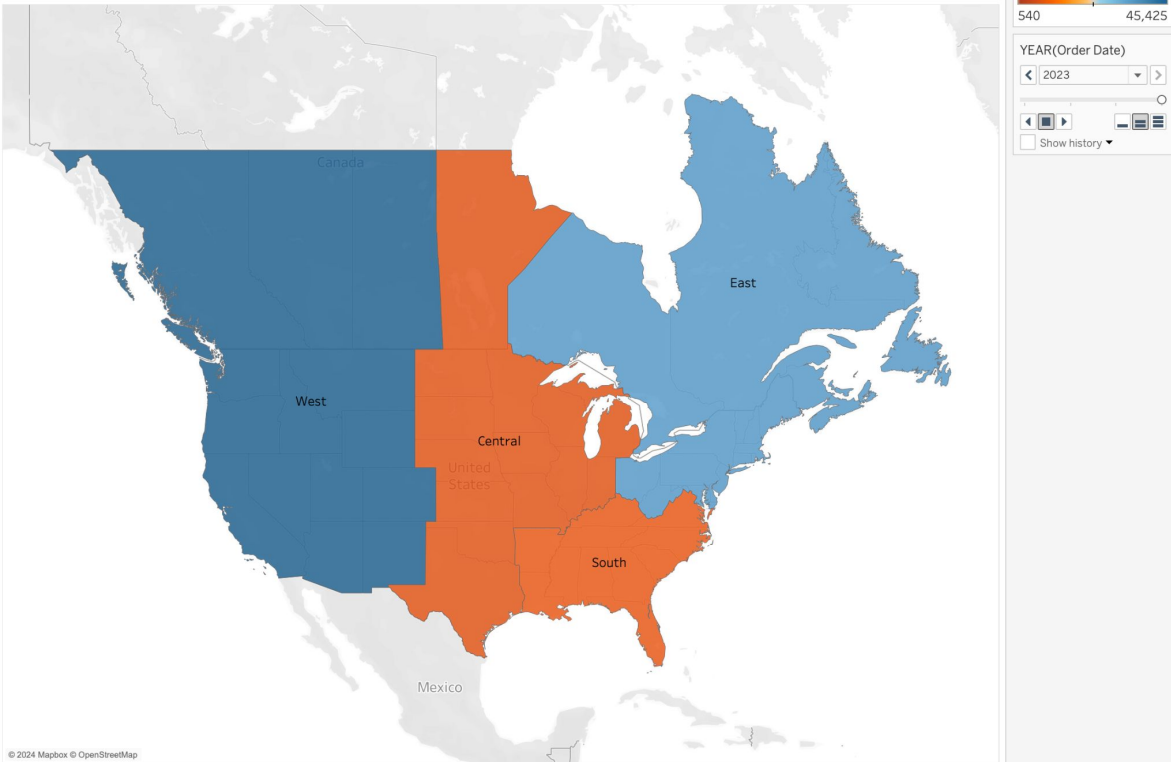 540 45,425
YEAR(Order Date)
2023
Show history
Canada
East
West
Central
United
States
South
Mexico
© 2024 Mapbox © OpenStreetMap